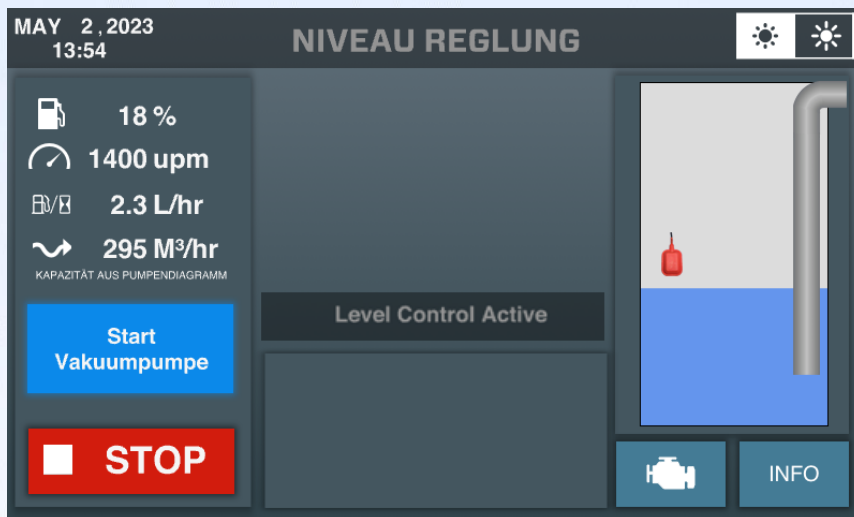 MAY 2,2023
13:54
NIVEAU REGLUNG
18 %
1400 upm
2.3 L/hr
295 M³/hr
KAPAZITÄT AUS PUMPENDIAGRAMM
Start
Vakuumpumpe
STOP
Level Control Active
INFO